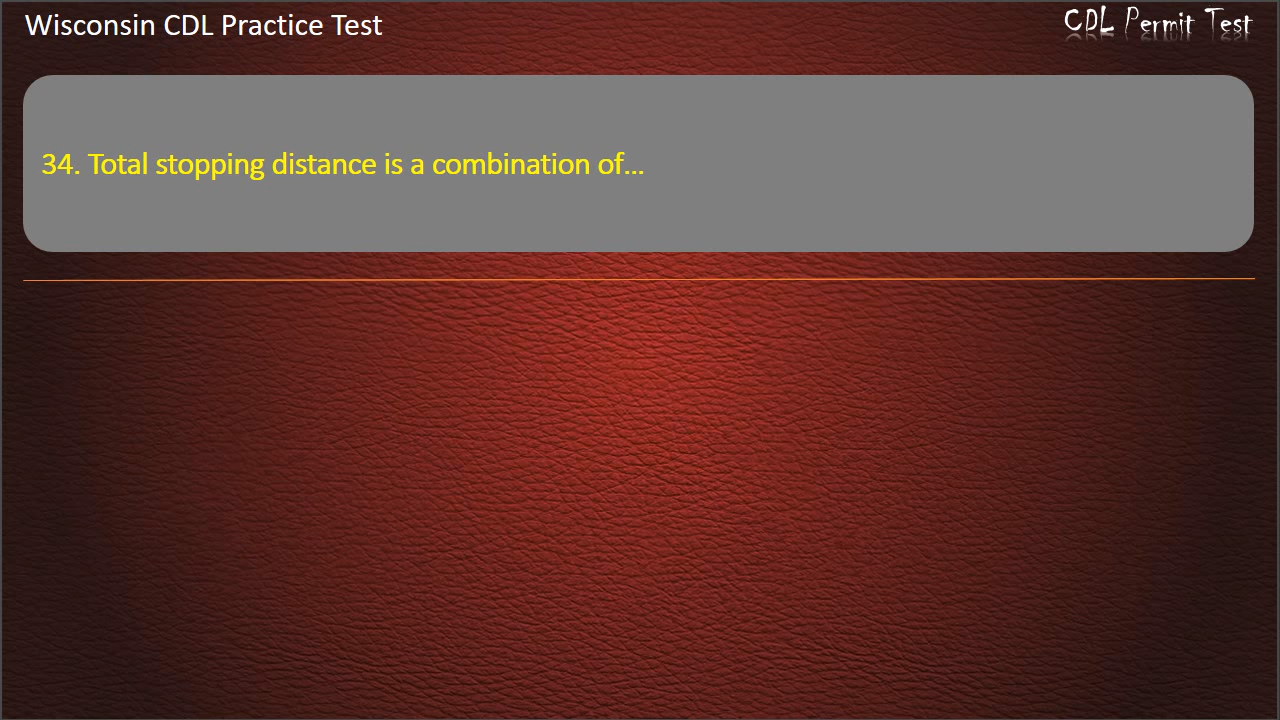 Wisconsin CDL Practice Test
CDL Permit Test
34. Total stopping distance is a combination of...